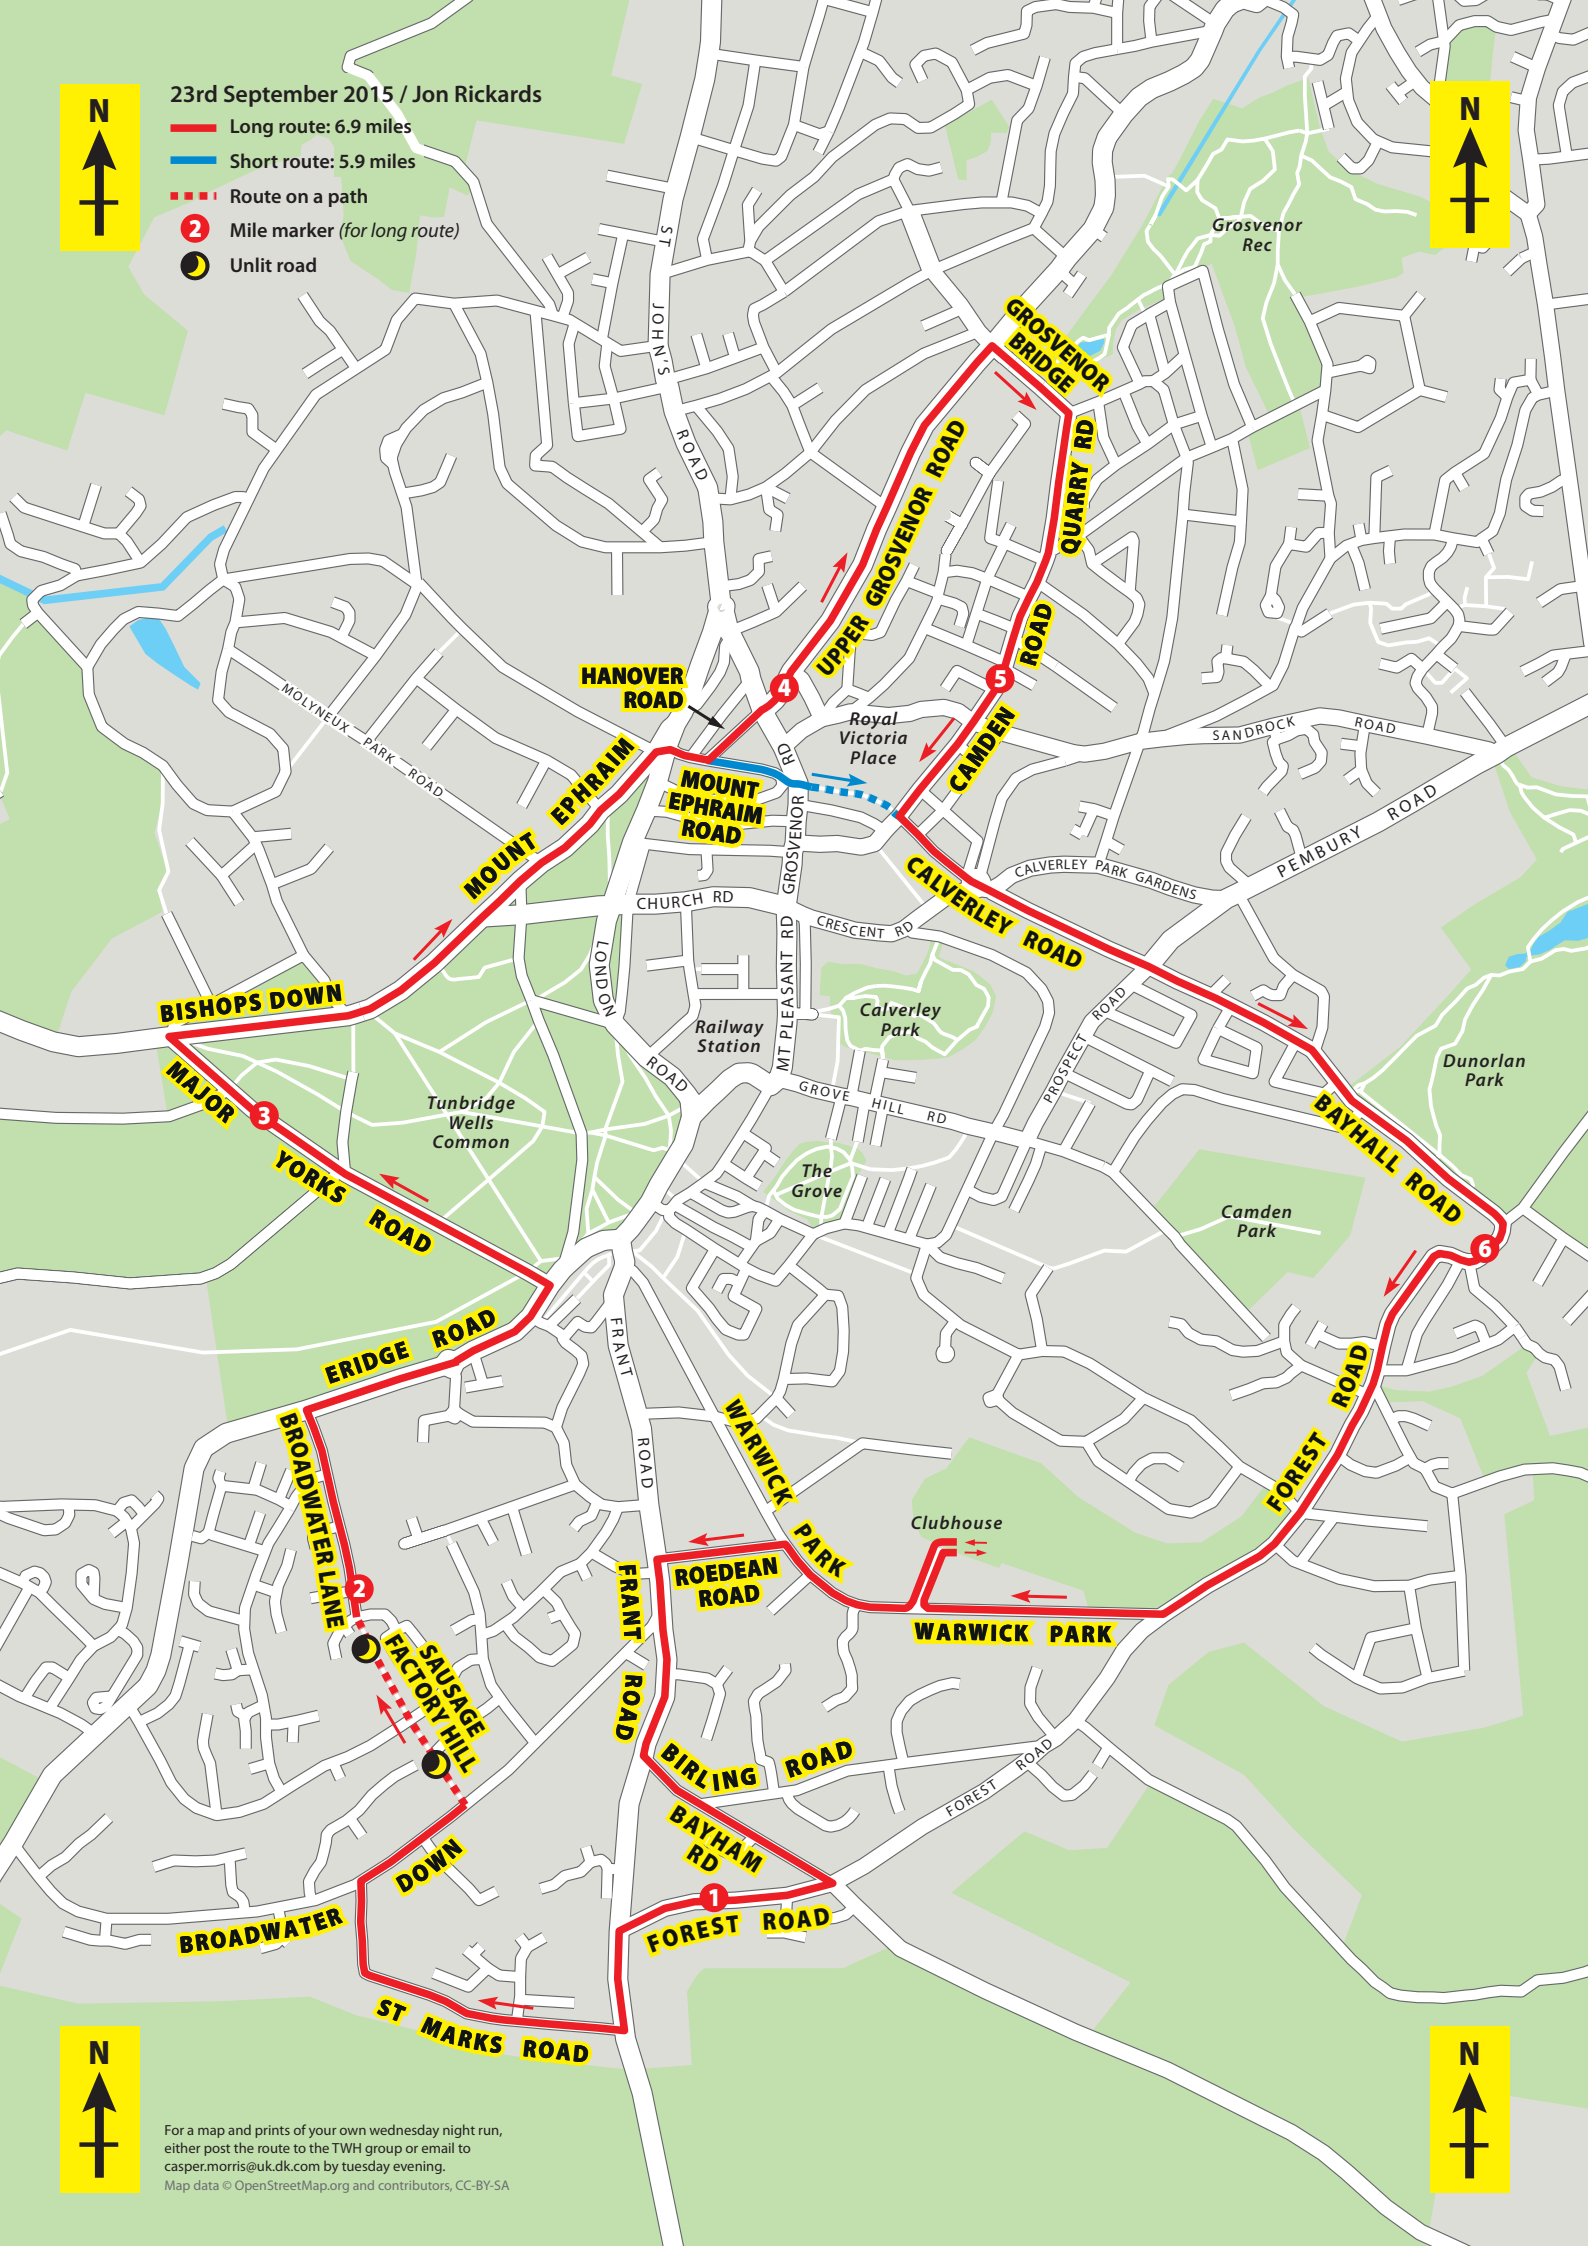 N
23rd September 2015 / Jon Rickards
Long route: 6.9 miles
Short route: 5.9 miles
Route on a path
2
Mile marker (for long route)
Unlit road
N
Grosvenor
Rec
ST JOHN'S ROAD
GROSVENOR
BRIDGE
QUARRY RD
UPPER GROSVENOR ROAD
HANOVER
ROAD
4
5
CAMDEN ROAD
Royal
Victoria
Place
SANDROCK ROAD
MOLYNEUX PARK ROAD
MOUNT EPHRAIM
MOUNT
EPHRAIM
ROAD
GROSVENOR RD
PEMBURY ROAD
CALVERLEY PARK GARDENS
CALVERLEY ROAD
CHURCH RD
CRESCENT RD
LONDON ROAD
MT PLEASANT RD
BISHOPS DOWN
Railway
Station
Calverley
Park
PROSPECT ROAD
Dunorlan
Park
MAJOR YORKS ROAD
3
Tunbridge
Wells
Common
GROVE HILL RD
BAYHALL ROAD
The
Grove
Camden
Park
6
ERIDGE ROAD
FRANT ROAD
FOREST ROAD
BROADWATER LANE
WARWICK PARK
Clubhouse
2
ROEDEAN
ROAD
FRANT ROAD
WARWICK PARK
SAUSAGE
FACTORY HILL
BIRLING ROAD
FOREST ROAD
BAYHAM
RD
BROADWATER DOWN
1
FOREST ROAD
ST MARKS ROAD
N
N
For a map and prints of your own wednesday night run,
either post the route to the TWH group or email to
casper.morris@uk.dk.com by tuesday evening.
Map data © OpenStreetMap.org and contributors, CC-BY-SA